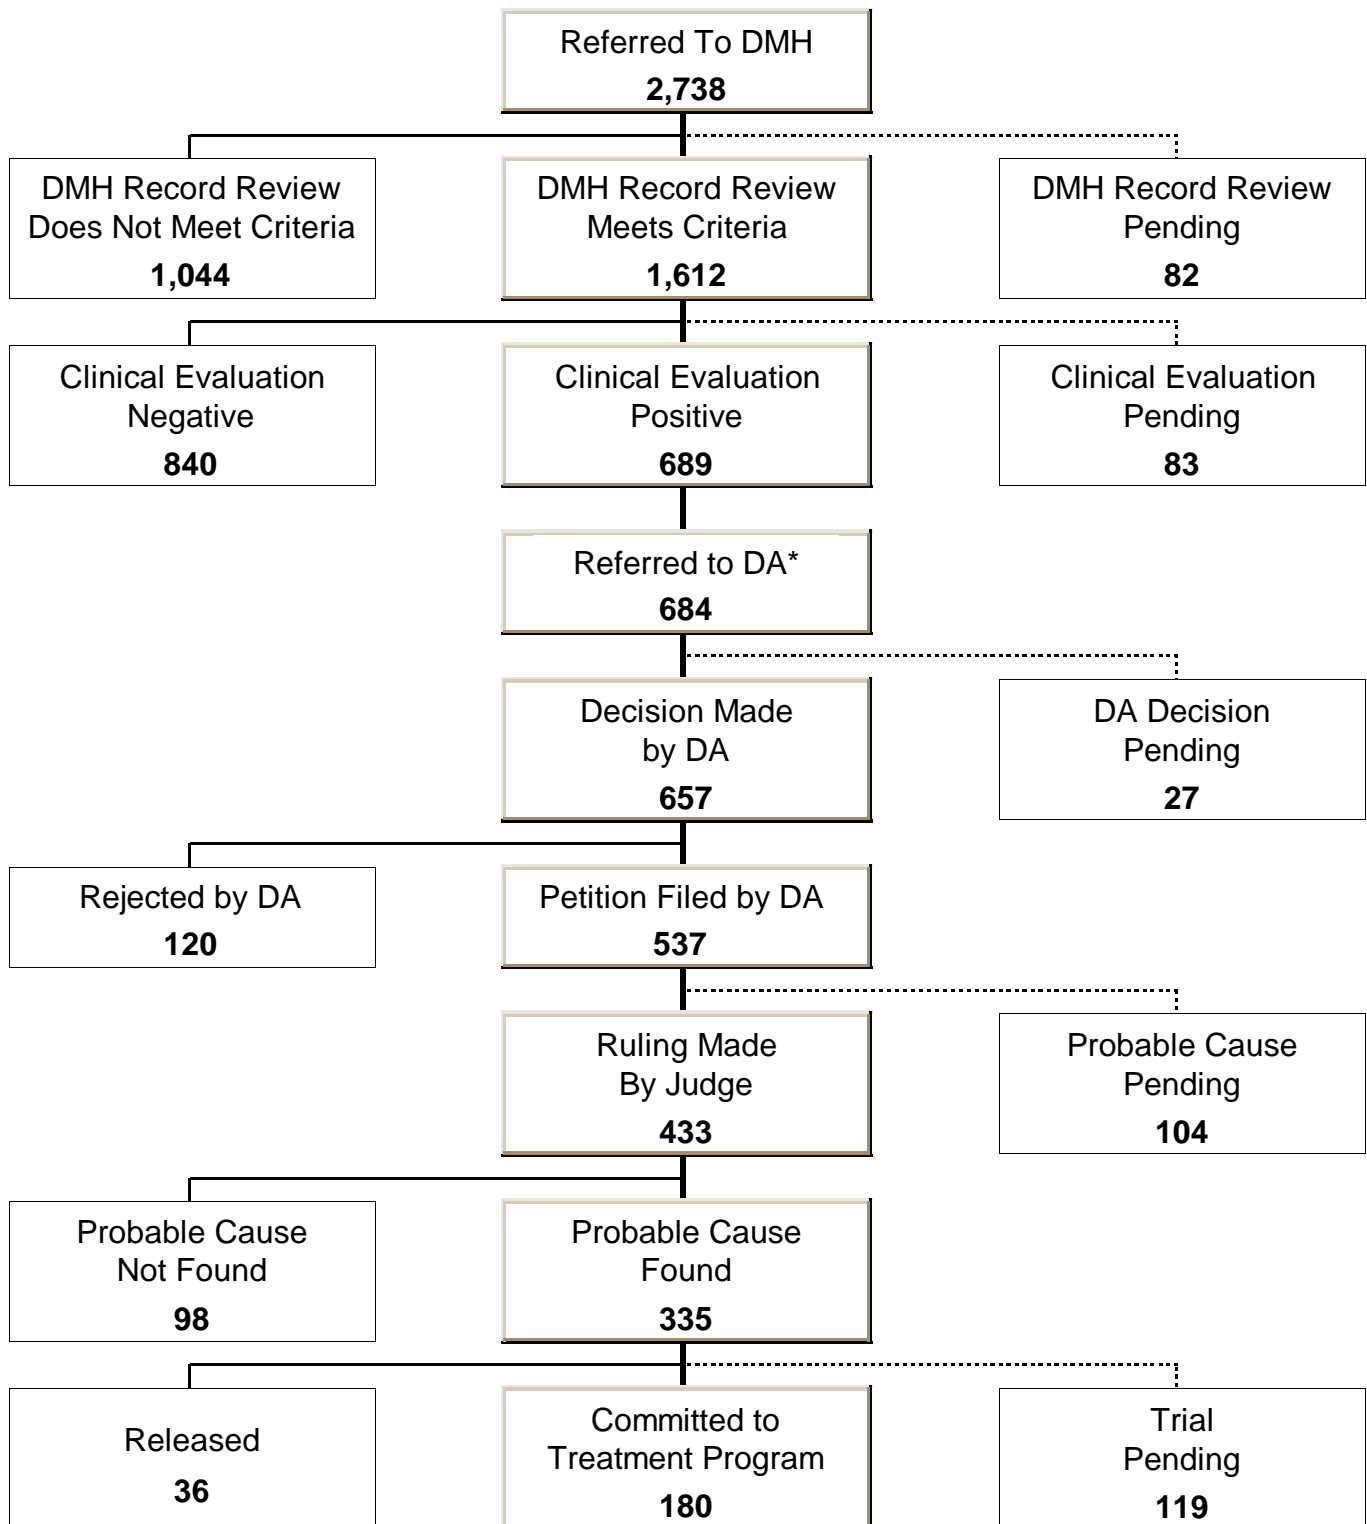 Referred To DMH
2,738
DMH Record Review
Does Not Meet Criteria
1,044
DMH Record Review
Meets Criteria
1,612
DMH Record Review
Pending
82
Clinical Evaluation
Negative
840
Clinical Evaluation
Positive
689
Clinical Evaluation
Pending
83
Referred to DA*
684
Decision Made
by DA
657
DA Decision
Pending
27
Rejected by DA
120
Petition Filed by DA
537
Ruling Made
By Judge
433
Probable Cause
Pending
104
Probable Cause
Not Found
98
Probable Cause
Found
335
Released
36
Committed to
Treatment Program
180
Trial
Pending
119